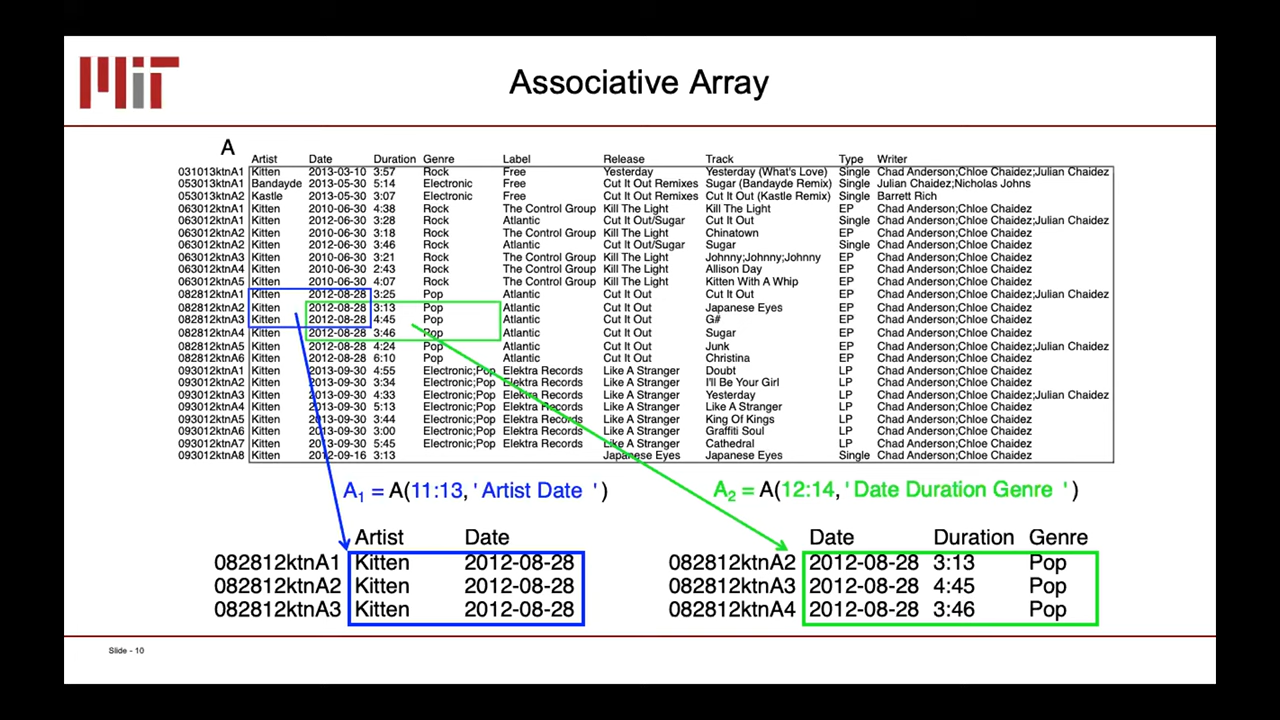 MIT
Associative Array
A
Artist Date Duration Genre Label Release Track Type Writer
031013ktnA1 Kitten 2013-03-10 3:57 Rock Free Yesterday Yesterday (What's Love) Single Chad Anderson;Chloe Chaidez;Julian Chaidez
053013ktnA1 Bandayde 2013-05-30 5:14 Electronic Free Cut It Out Remixes Sugar (Bandayde Remix) Single Julian Chaidez;Nicholas Johns
053013ktnA2 Kastle 2013-05-30 3:07 Electronic Free Cut It Out Remixes Cut It Out (Kastle Remix) Single Barrett Rich
063010ktnA1 Kitten 2010-06-30 4:38 Rock The Control Group Kill The Light Kill The Light EP Chad Anderson;Chloe Chaidez
063012ktnA1 Kitten 2012-06-30 3:28 Rock Atlantic Cut It Out/Sugar Cut It Out Single Chad Anderson;Chloe Chaidez;Julian Chaidez
063012ktnA2 Kitten 2010-06-30 3:18 Rock The Control Group Kill The Light Chinatown EP Chad Anderson;Chloe Chaidez
063012ktnA2 Kitten 2012-06-30 3:46 Rock Atlantic Cut It Out/Sugar Sugar Single Chad Anderson;Chloe Chaidez
063012ktnA3 Kitten 2010-06-30 3:21 Rock The Control Group Kill The Light Johnny;Johnny;Johnny EP Chad Anderson;Chloe Chaidez
063012ktnA4 Kitten 2010-06-30 2:43 Rock The Control Group Kill The Light Allison Day EP Chad Anderson;Chloe Chaidez
063012ktnA5 Kitten 2010-06-30 4:07 Rock The Control Group Kill The Light Kitten With A Whip EP Chad Anderson;Chloe Chaidez
082812ktnA1 Kitten 2012-08-28 3:25 Pop Atlantic Cut It Out Cut It Out EP Chad Anderson;Chloe Chaidez;Julian Chaidez
082812ktnA2 Kitten 2012-08-28 3:13 Pop Atlantic Cut It Out Japanese Eyes EP Chad Anderson;Chloe Chaidez
082812ktnA3 Kitten 2012-08-28 4:45 Pop Atlantic Cut It Out G# EP Chad Anderson;Chloe Chaidez
082812ktnA4 Kitten 2012-08-28 3:46 Pop Atlantic Cut It Out Sugar EP Chad Anderson;Chloe Chaidez
082812ktnA5 Kitten 2012-08-28 4:24 Pop Atlantic Cut It Out Junk EP Chad Anderson;Chloe Chaidez;Julian Chaidez
082812ktnA6 Kitten 2012-08-28 6:10 Pop Atlantic Cut It Out Christina EP Chad Anderson;Chloe Chaidez
093012ktnA1 Kitten 2013-09-30 4:55 Electronic;Pop Elektra Records Like A Stranger Doubt LP Chad Anderson;Chloe Chaidez
093012ktnA2 Kitten 2013-09-30 3:34 Electronic;Pop Elektra Records Like A Stranger I'll Be Your Girl LP Chad Anderson;Chloe Chaidez
093012ktnA3 Kitten 2013-09-30 4:33 Electronic;Pop Elektra Records Like A Stranger Yesterday LP Chad Anderson;Chloe Chaidez;Julian Chaidez
093012ktnA4 Kitten 2013-09-30 5:13 Electronic;Pop Elektra Records Like A Stranger Like A Stranger LP Chad Anderson;Chloe Chaidez
093012ktnA5 Kitten 2013-09-30 3:44 Electronic;Pop Elektra Records Like A Stranger King Of Kings LP Chad Anderson;Chloe Chaidez
093012ktnA6 Kitten 2013-09-30 3:00 Electronic;Pop Elektra Records Like A Stranger Graffiti Soul LP Chad Anderson;Chloe Chaidez
093012ktnA7 Kitten 2013-09-30 5:45 Electronic;Pop Elektra Records Like A Stranger Cathedral LP Chad Anderson;Chloe Chaidez
093012ktnA8 Kitten 2012-09-16 3:13 Japanese Eyes Japanese Eyes Single Chad Anderson;Chloe Chaidez
A1 = A(11:13, ' Artist Date ' )
A2 = A(12:14, ' Date Duration Genre ' )
Artist Date
082812ktnA1 Kitten 2012-08-28
082812ktnA2 Kitten 2012-08-28
082812ktnA3 Kitten 2012-08-28
Date Duration Genre
082812ktnA2 2012-08-28 3:13 Pop
082812ktnA3 2012-08-28 4:45 Pop
082812ktnA4 2012-08-28 3:46 Pop
Slide - 10